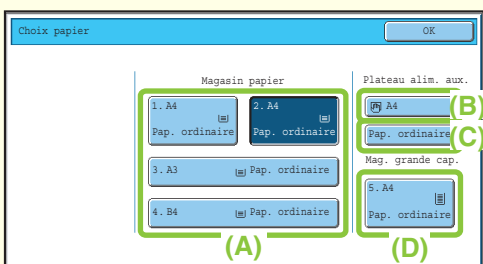 Choix papier
OK
Magasin papier
Plateau alim. aux.
1. A4
Pap. ordinaire
2. A4
Pap. ordinaire
A4
(B)
Pap. ordinaire
(C)
3. A3 Pap. ordinaire
Mag. grande cap.
4. B4 Pap. ordinaire
5. A4
Pap. ordinaire
(A)
(D)